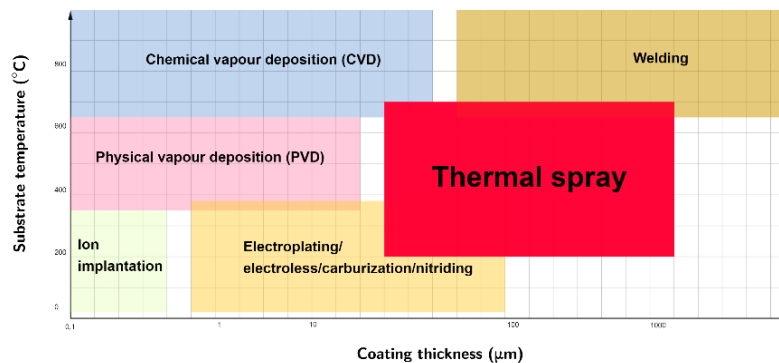 Substrate temperature (°C)
800
600
400
200
0
Chemical vapour deposition (CVD)
Welding
Physical vapour deposition (PVD)
Thermal spray
Ion
implantation
Electroplating/
electroless/carburization/nitriding
0.1
1
10
100
1000
Coating thickness (μm)